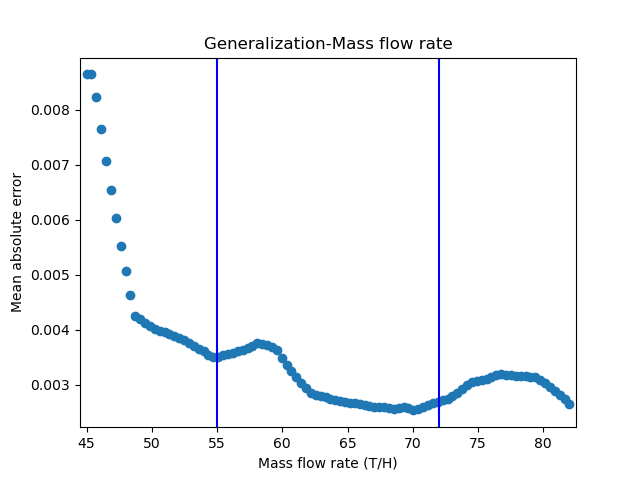 Generalization-Mass flow rate
0.008
0.007
0.006
0.005
0.004
0.003
Mean absolute error
45 50 55 60 65 70 75 80
Mass flow rate (T/H)